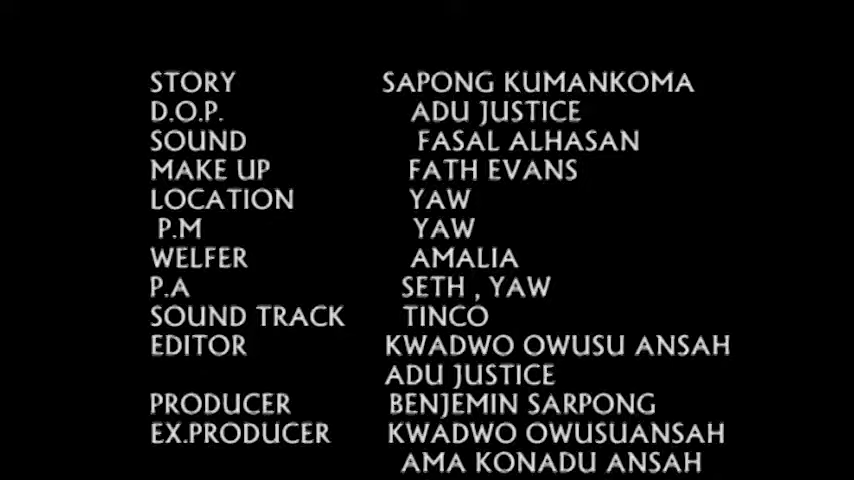 STORY SAPONG KUMANKOMA
D.O.P. ADU JUSTICE
SOUND FASAL ALHASAN
MAKE UP FATH EVANS
LOCATION YAW
P.M YAW
WELFER AMALIA
P.A SETH , YAW
SOUND TRACK TINCO
EDITOR KWADWO OWUSU ANSAH
ADU JUSTICE
PRODUCER BENJEMIN SARPONG
EX.PRODUCER KWADWO OWUSUANSAH
AMA KONADU ANSAH